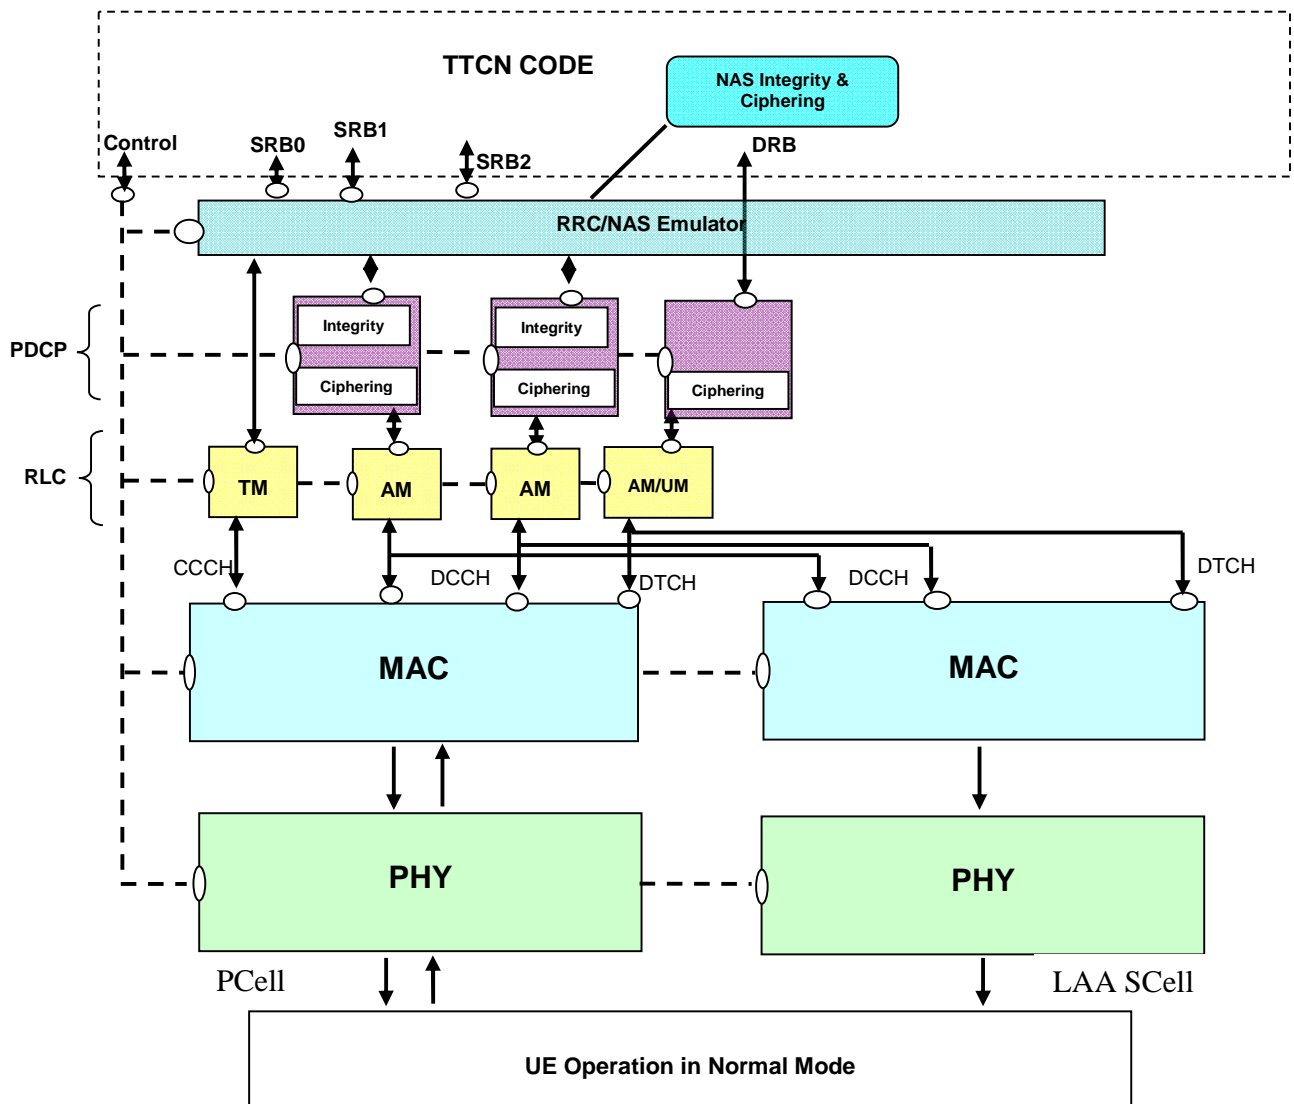 TTCN CODE
NAS Integrity &
Ciphering
Control
SRB0
SRB1
SRB2
DRB
RRC/NAS Emulator
PDCP
Integrity
Ciphering
Integrity
Ciphering
Ciphering
RLC
TM
AM
AM
AM/UM
CCCH
DCCH
DTCH
DCCH
DTCH
MAC
MAC
PHY
PHY
PCell
LAA SCell
UE Operation in Normal Mode